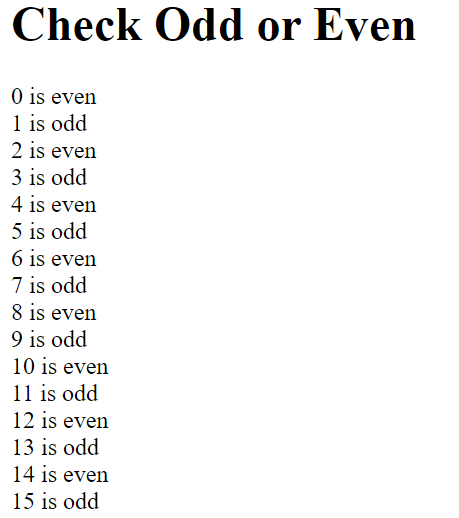 Check Odd or Even
0 is even
1 is odd
2 is even
3 is odd
4 is even
5 is odd
6 is even
7 is odd
8 is even
9 is odd
10 is even
11 is odd
12 is even
13 is odd
14 is even
15 is odd